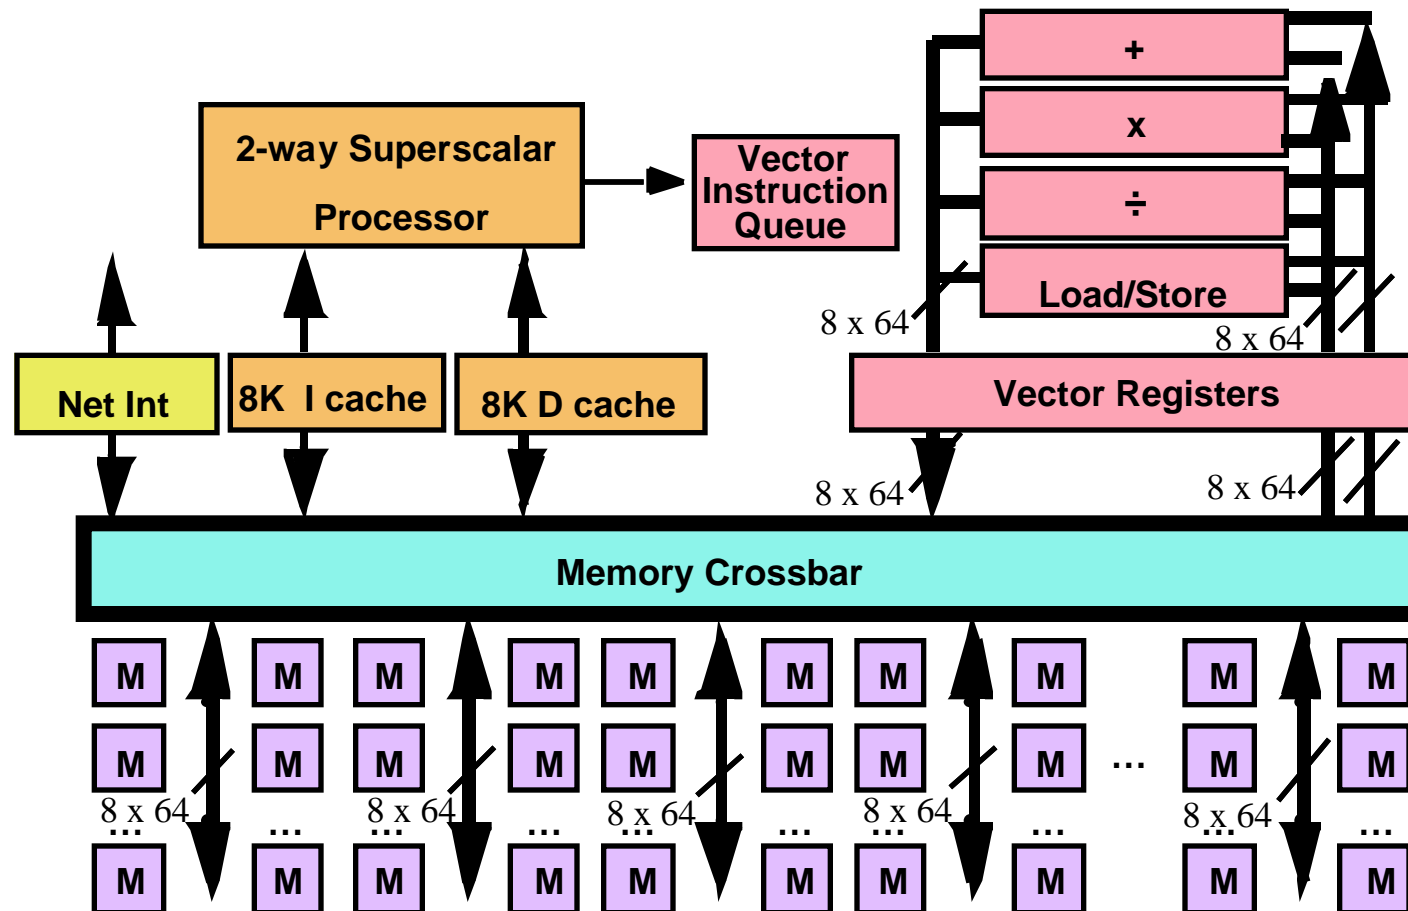 +
x
÷
Load/Store
2-way Superscalar
Processor
Vector
Instruction
Queue
8 x 64
8 x 64
Net Int
8K I cache
8K D cache
Vector Registers
8 x 64
8 x 64
Memory Crossbar
M M M M M M M M M M
M M M M M M M M ... M M
8 x 64 8 x 64 8 x 64 8 x 64 8 x 64
... ... ... ... ... ... ... ... ... ...
M M M M M M M M M M